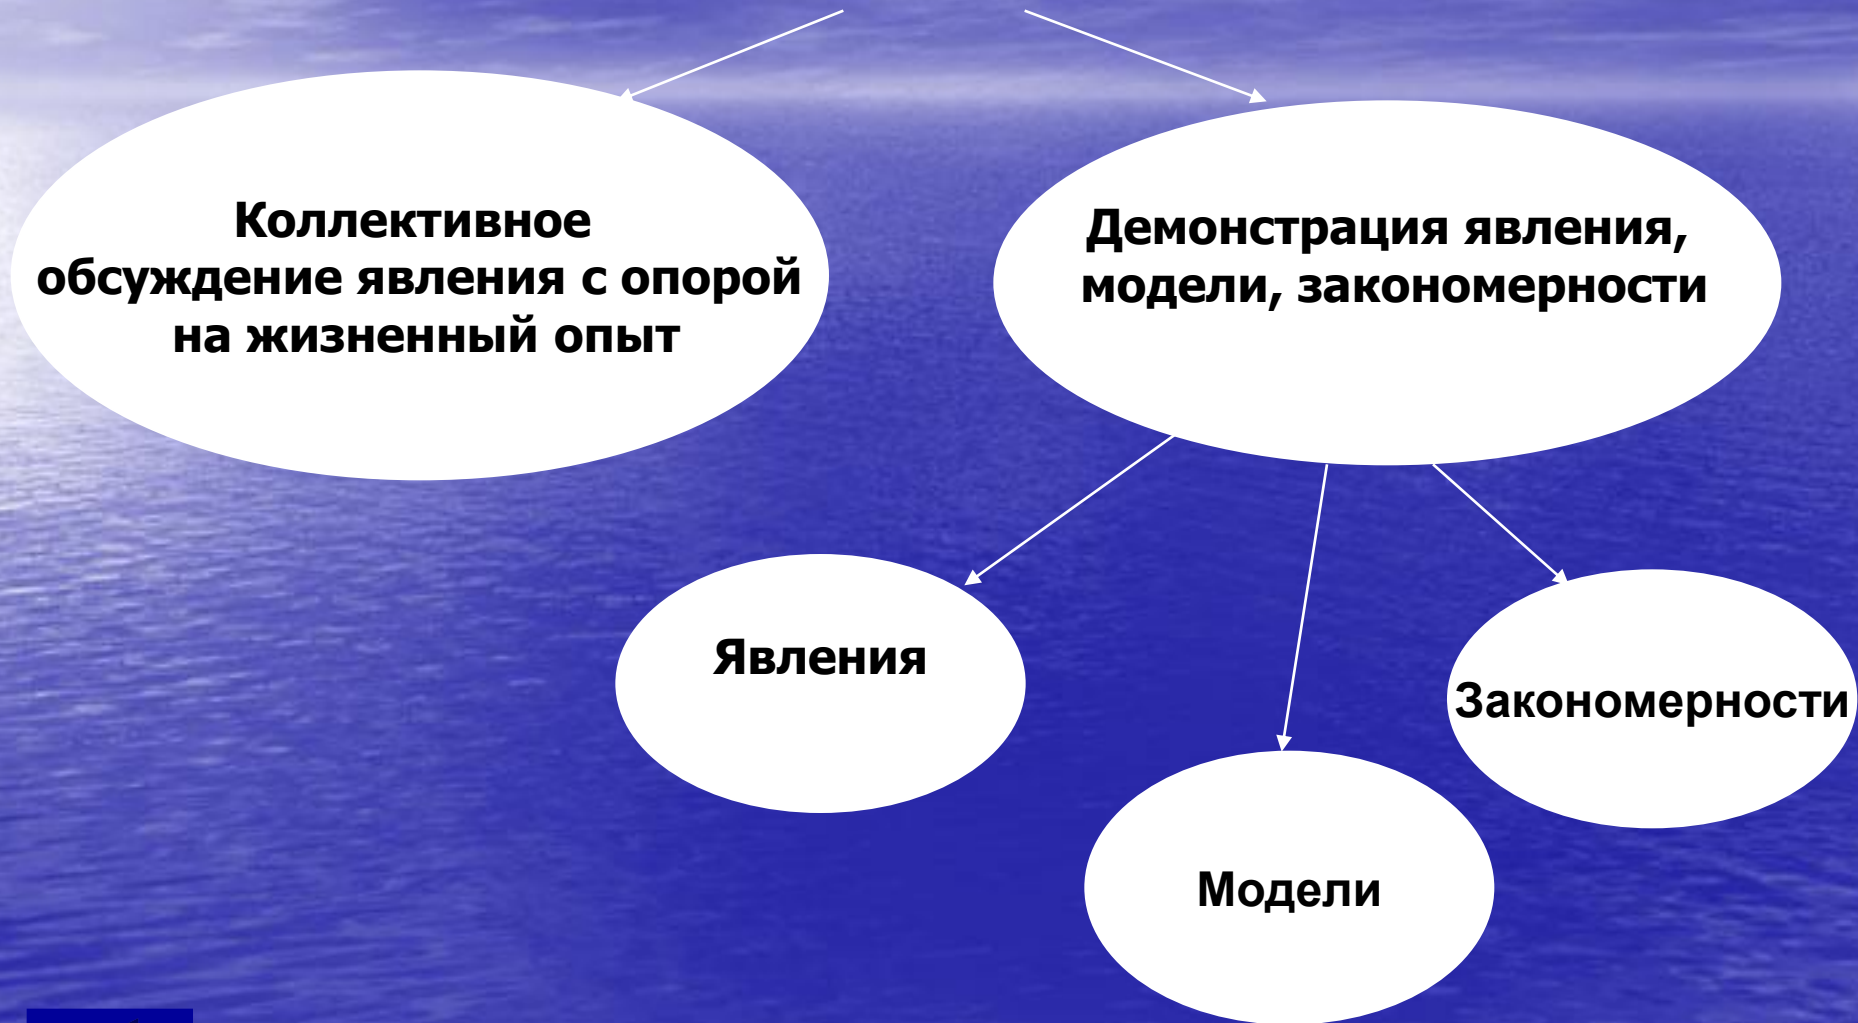 Коллективное
обсуждение явления с опорой
на жизненный опыт
Демонстрация явления,
модели, закономерности
Явления
Закономерности
Модели